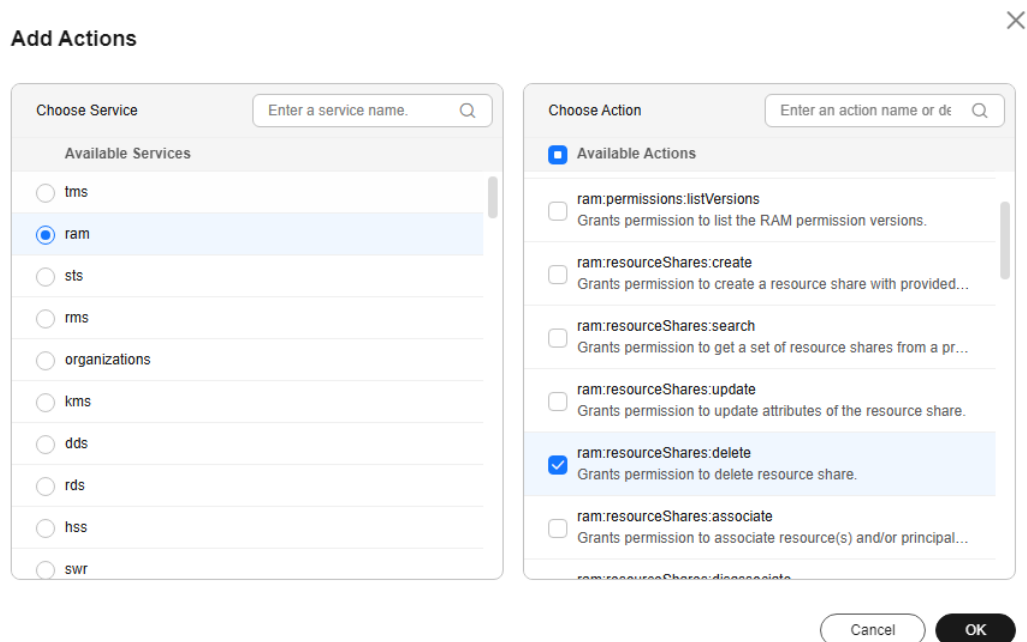 Add Actions
Choose Service
Enter a service name.
Available Services
tms
ram
sts
rms
organizations
kms
dds
rds
hss
swr
Choose Action
Enter an action name or de
Available Actions
ram:permissions:listVersions
Grants permission to list the RAM permission versions.
ram:resourceShares:create
Grants permission to create a resource share with provided...
ram:resourceShares:search
Grants permission to get a set of resource shares from a pr...
ram:resourceShares:update
Grants permission to update attributes of the resource share.
ram:resourceShares:delete
Grants permission to delete resource share.
ram:resourceShares:associate
Grants permission to associate resource(s) and/or principal...
ram:resourceShares:disassociate
Cancel
OK